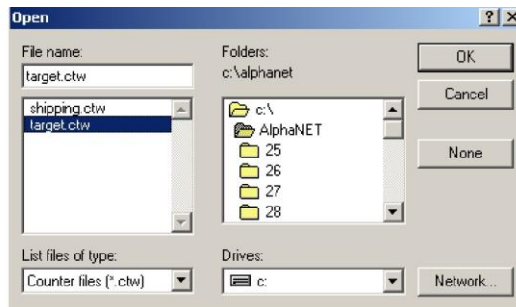 Open
File name:
target.ctw
shipping.ctw
target.ctw
List files of type:
Counter files (*.ctw)
Folders:
c:\alphanet
c:\
AlphaNET
25
26
27
28
Drives:
c:
OK
Cancel
None
Network...